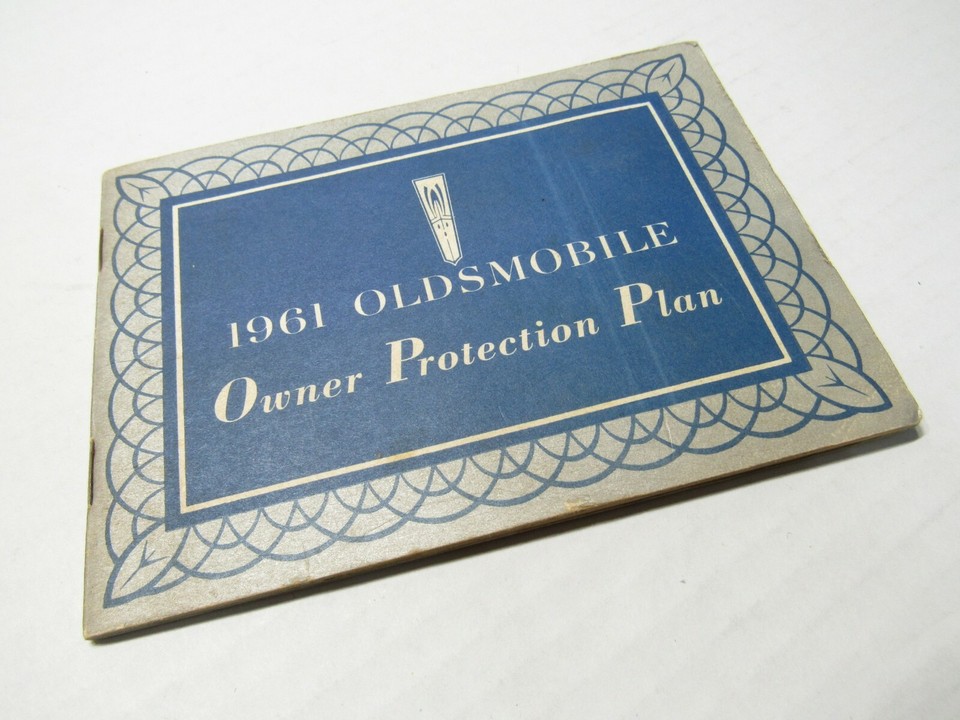 1961 OLDSMOBILE
Owner Protection Plan